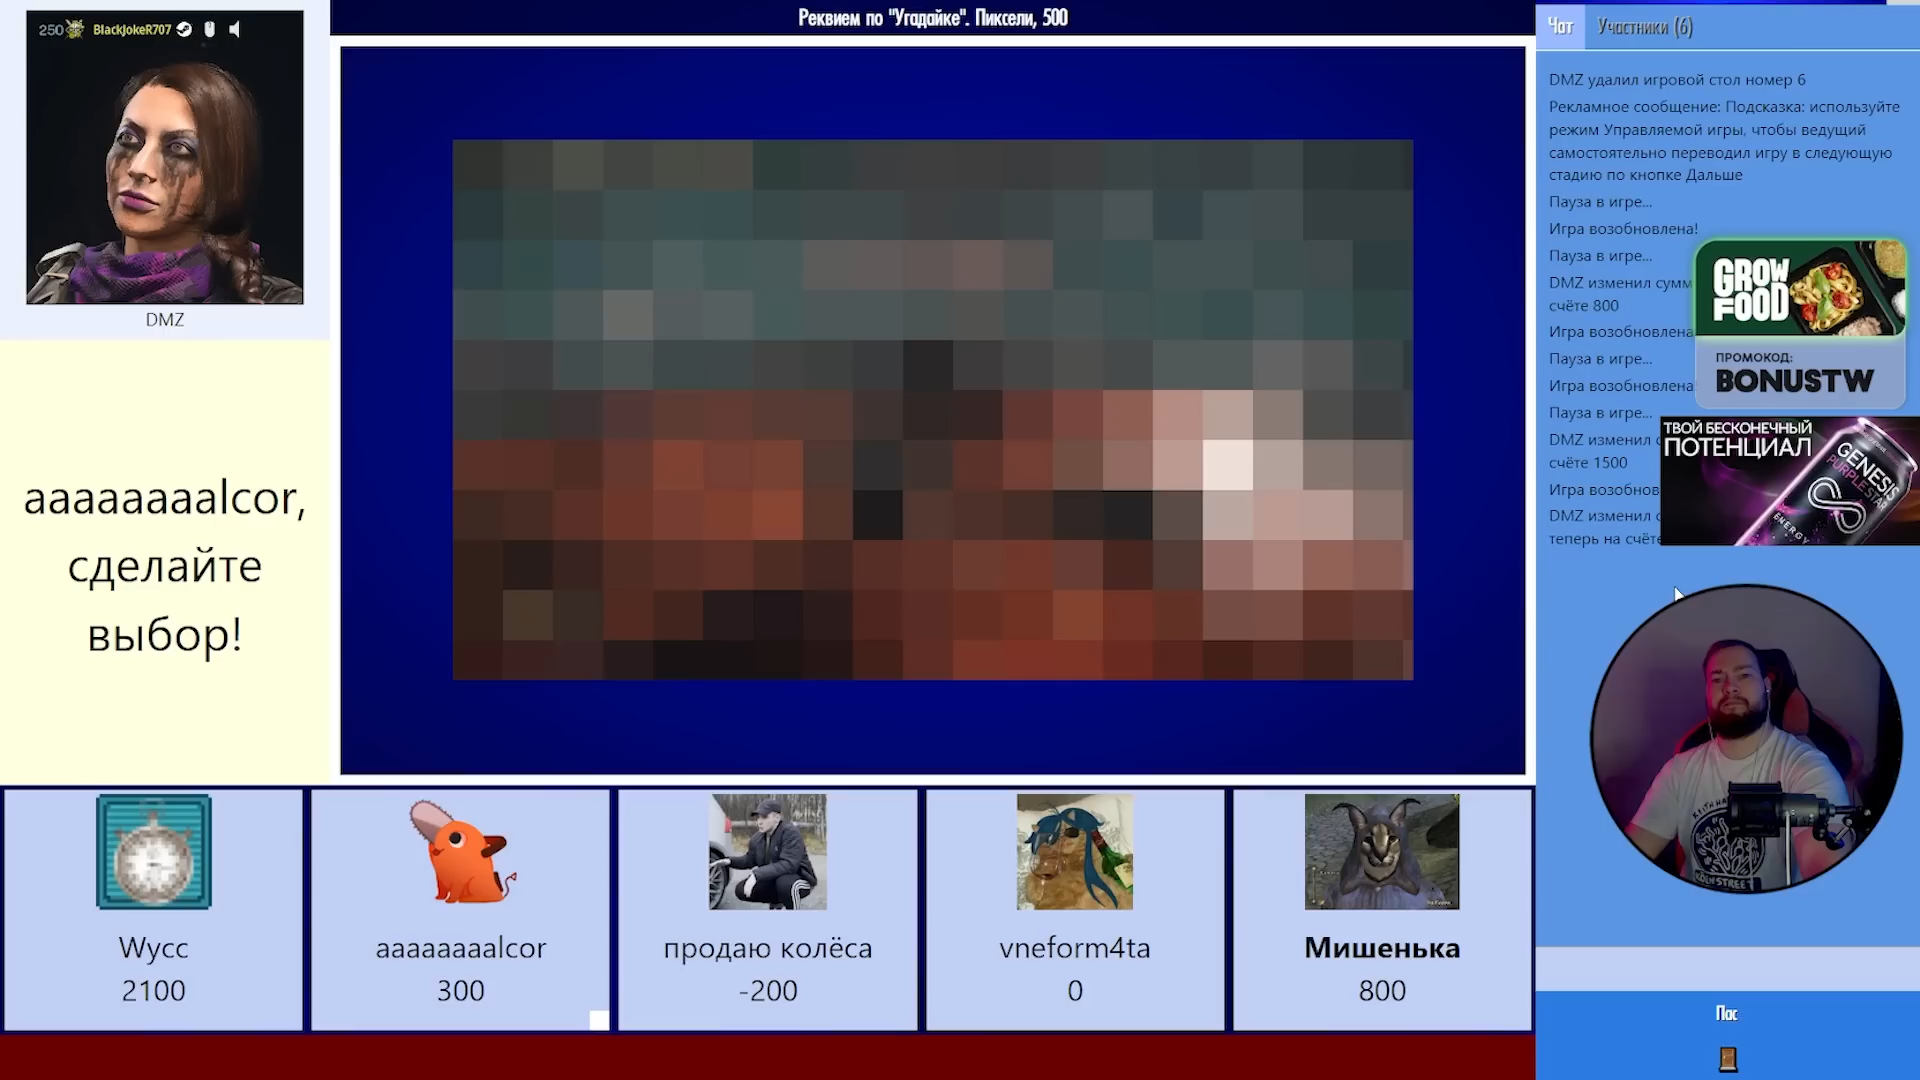 250 BlackJokeR707
DMZ
Реквием по "Угадайке". Пиксели, 500
aaaaaaaalcor,
сделайте
выбор!
Wycc
2100
aaaaaaaalcor
300
продаю колёса
-200
vneform4ta
0
Мишенька
800
Чат
Участники (6)
DMZ удалил игровой стол номер 6
Рекламное сообщение: Подсказка: используйте
режим Управляемой игры, чтобы ведущий
самостоятельно переводил игру в следующую
стадию по кнопке Дальше
Пауза в игре...
Игра возобновлена!
Пауза в игре...
DMZ изменил сумм
счёте 800
Игра возобновлена
Пауза в игре...
Игра возобновлена
Пауза в игре...
DMZ изменил
счёте 1500
Игра возобнов
DMZ изменил
теперь на счёте
GROW
FOOD
ПРОМОКОД:
BONUSTW
ТВОЙ БЕСКОНЕЧНЫЙ
ПОТЕНЦИАЛ
GENESIS
PURPLE STAR
ENERGY
Пас